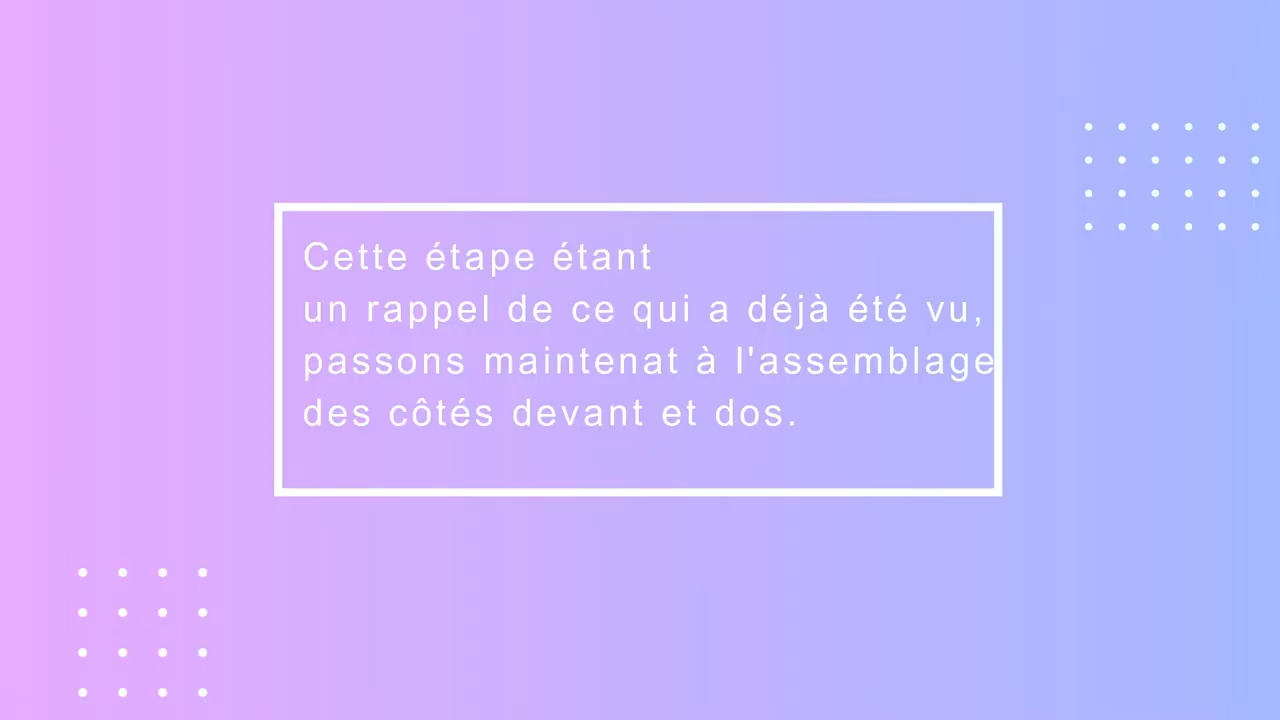 Cette étape étant
un rappel de ce qui a déjà été vu,
passons maintenat à l'assemblage
des côtés devant et dos.